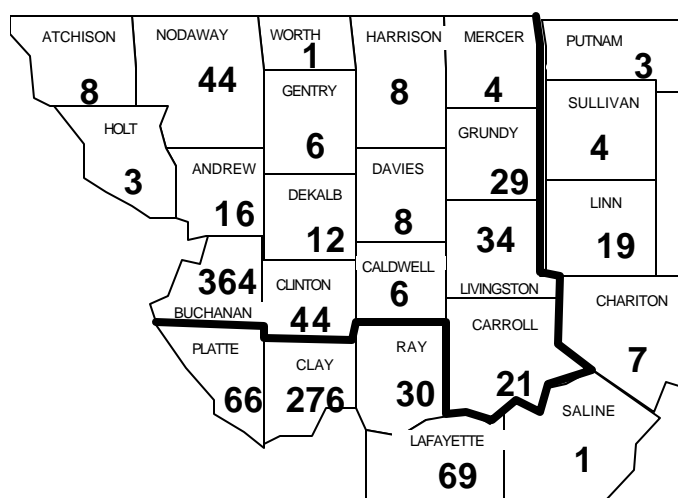 ATCHISON
8
NODAWAY
44
WORTH
1
HARRISON
8
MERCER
4
PUTNAM
3
HOLT
3
GENTRY
6
GRUNDY
29
SULLIVAN
4
ANDREW
16
DEKALB
12
DAVIES
8
34
LIVINGSTON
LINN
19
364
BUCHANAN
CLINTON
44
CALDWELL
6
CHARITON
7
PLATTE
66
CLAY
276
RAY
30
CARROLL
21
LAFAYETTE
69
SALINE
1